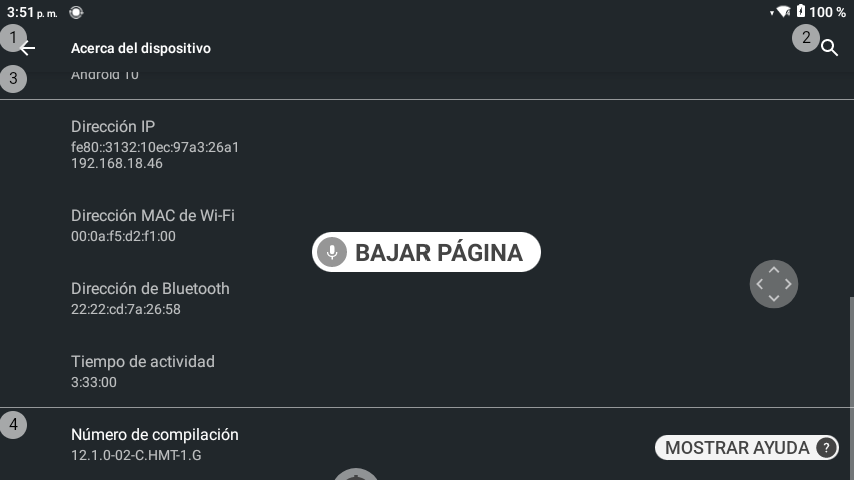 3:51 p. m.
100 %
1
Acerca del dispositivo
2
3
Android 10
Dirección IP
fe80::3132:10ec:97a3:26a1
192.168.18.46
Dirección MAC de Wi-Fi
00:0a:f5:d2:f1:00
BAJAR PÁGINA
Dirección de Bluetooth
22:22:cd:7a:26:58
Tiempo de actividad
3:33:00
4
Número de compilación
12.1.0-02-C.HMT-1.G
MOSTRAR AYUDA ?